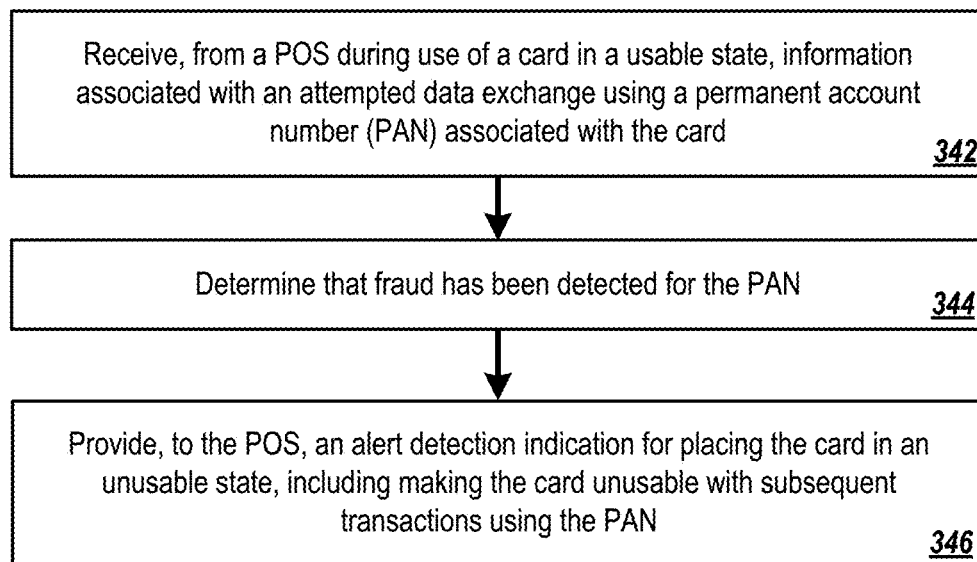 Receive, from a POS during use of a card in a usable state, information
associated with an attempted data exchange using a permanent account
number (PAN) associated with the card
342
Determine that fraud has been detected for the PAN
344
Provide, to the POS, an alert detection indication for placing the card in an
unusable state, including making the card unusable with subsequent
transactions using the PAN
346